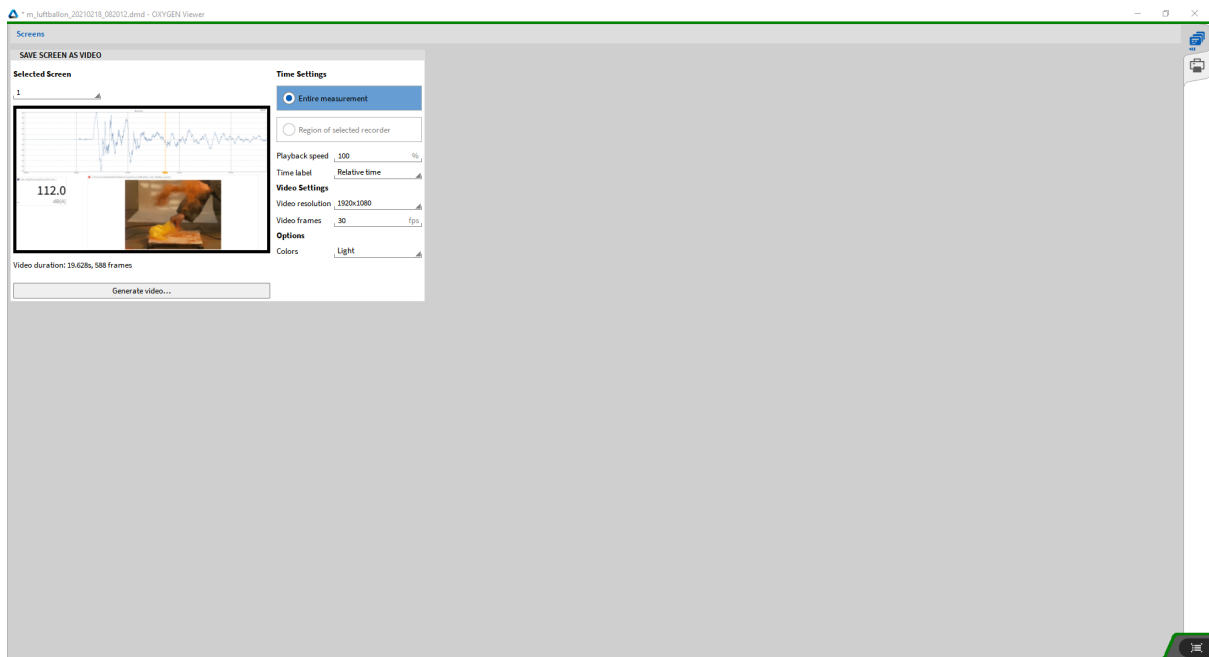 * m_luftballon_20210218_082012.dmd - OXYGEN Viewer
Screens
SAVE SCREEN AS VIDEO
Selected Screen
1
112.0
dB(A)
Video duration: 19.628s, 588 frames
Generate video...
Time Settings
Entire measurement
Region of selected recorder
Playback speed 100 %
Time label Relative time
Video Settings
Video resolution 1920x1080
Video frames 30 fps
Options
Colors Light